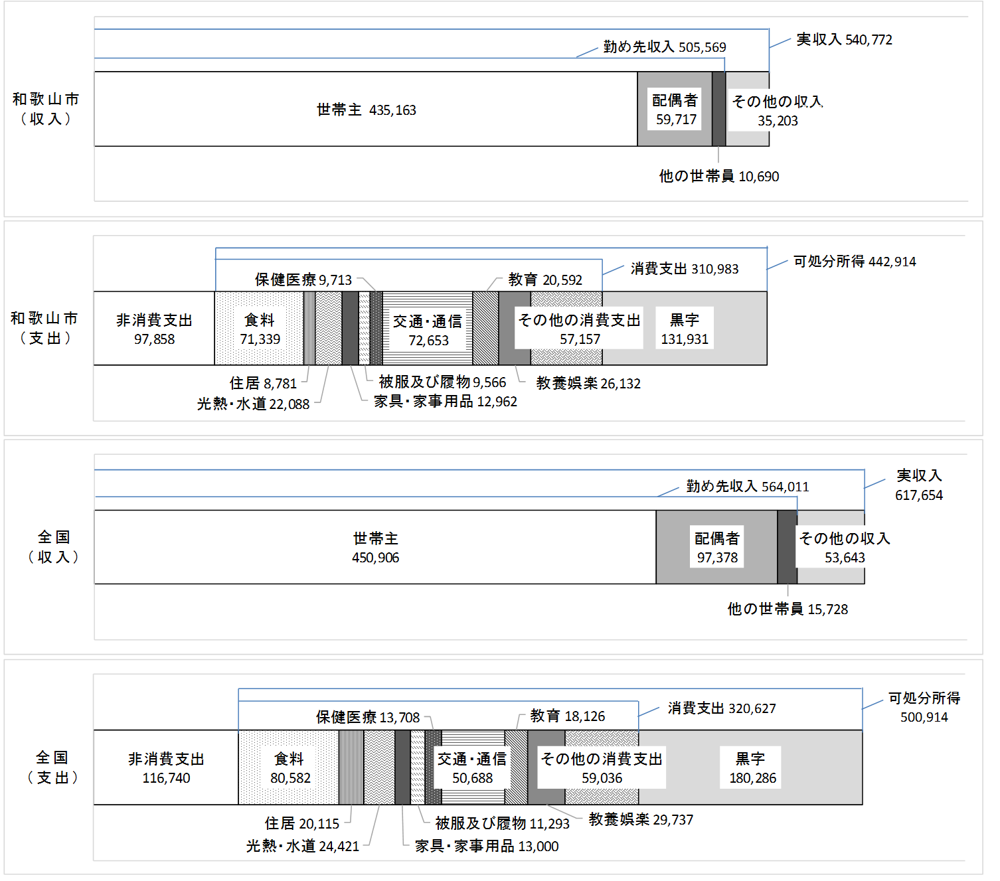 実収入 540,772
勤め先収入 505,569
和歌山市
（収入）
世帯主 435,163
配偶者
59,717
その他の収入
35,203
他の世帯員 10,690
可処分所得 442,914
消費支出 310,983
保健医療 9,713
教育 20,592
和歌山市
（支出）
非消費支出
97,858
食料
71,339
交通・通信
72,653
その他の消費支出
57,157
黒字
131,931
住居 8,781
被服及び履物 9,566
教養娯楽 26,132
光熱・水道 22,088
家具・家事用品 12,962
実収入
617,654
勤め先収入 564,011
全国
（収入）
世帯主
450,906
配偶者
97,378
その他の収入
53,643
他の世帯員 15,728
可処分所得
500,914
消費支出 320,627
保健医療 13,708
教育 18,126
全国
（支出）
非消費支出
116,740
食料
80,582
交通・通信
50,688
その他の消費支出
59,036
黒字
180,286
住居 20,115
被服及び履物 11,293
教養娯楽 29,737
光熱・水道 24,421
家具・家事用品 13,000